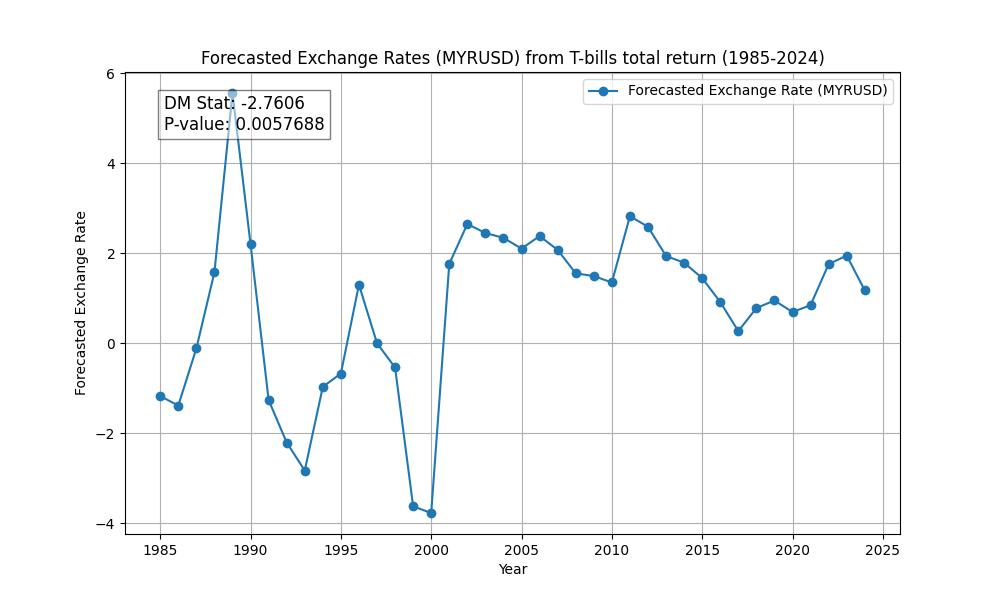 Forecasted Exchange Rates (MYRUSD) from T-bills total return (1985-2024)
DM Stat: -2.7606
P-value: 0.0057688
Forecasted Exchange Rate (MYRUSD)
Forecasted Exchange Rate
6
4
2
0
−2
−4
1985 1990 1995 2000 2005 2010 2015 2020 2025
Year